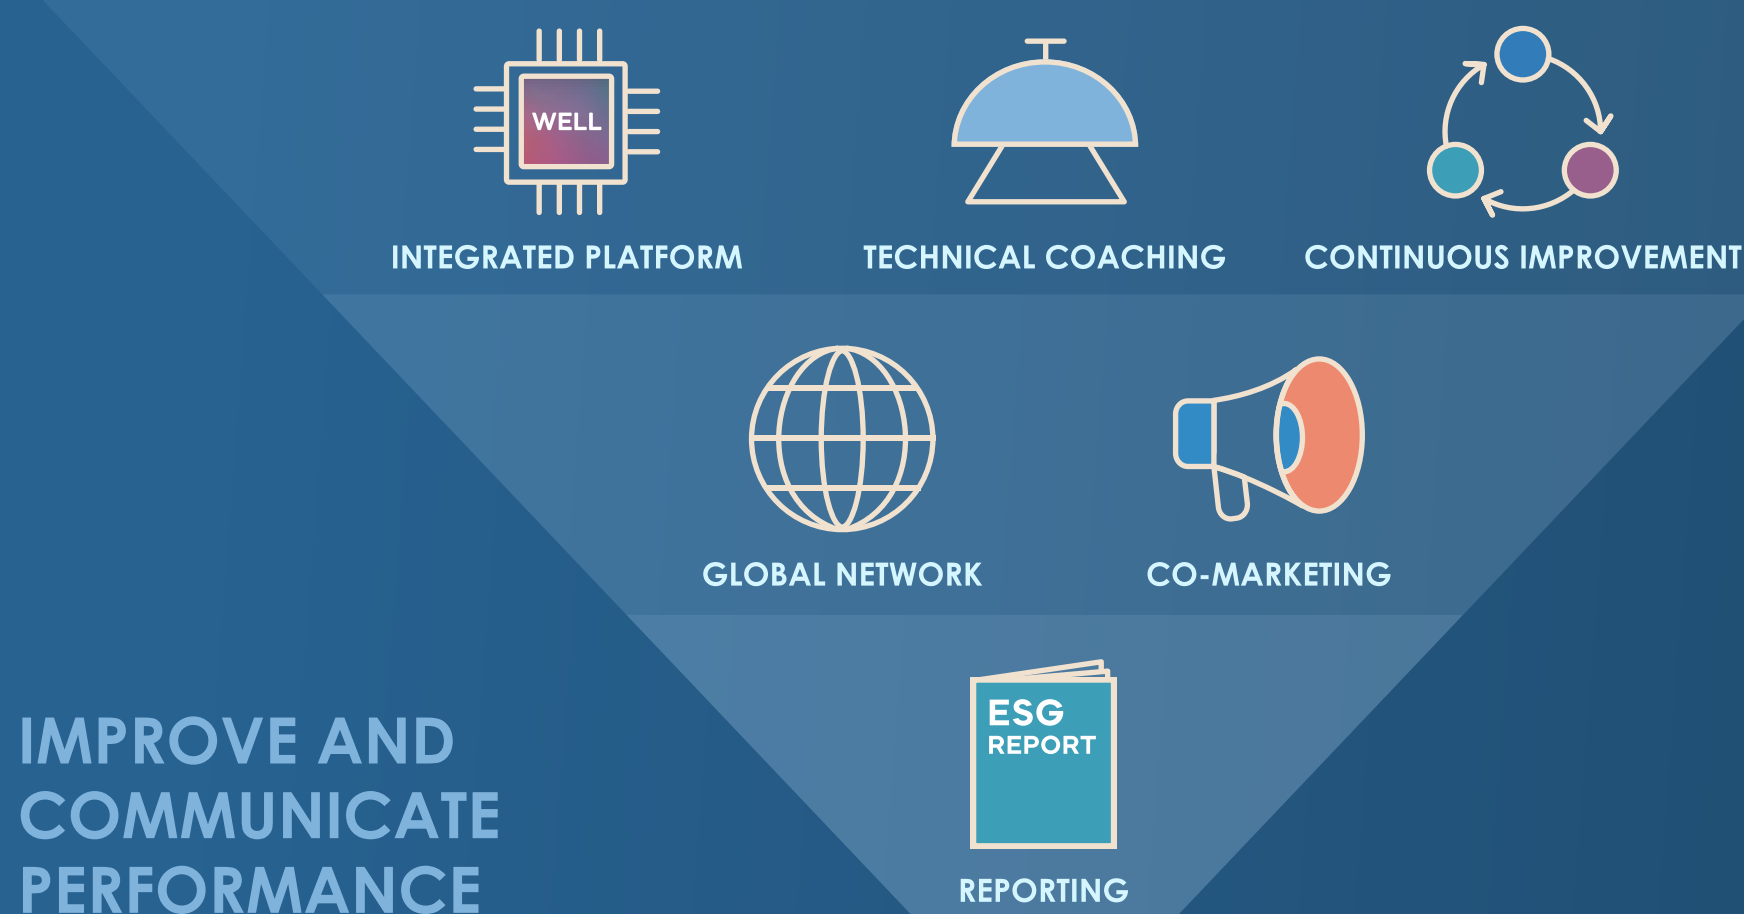 WELL
INTEGRATED PLATFORM
TECHNICAL COACHING
CONTINUOUS IMPROVEMENT
GLOBAL NETWORK
CO-MARKETING
ESG
REPORT
REPORTING
IMPROVE AND
COMMUNICATE
PERFORMANCE